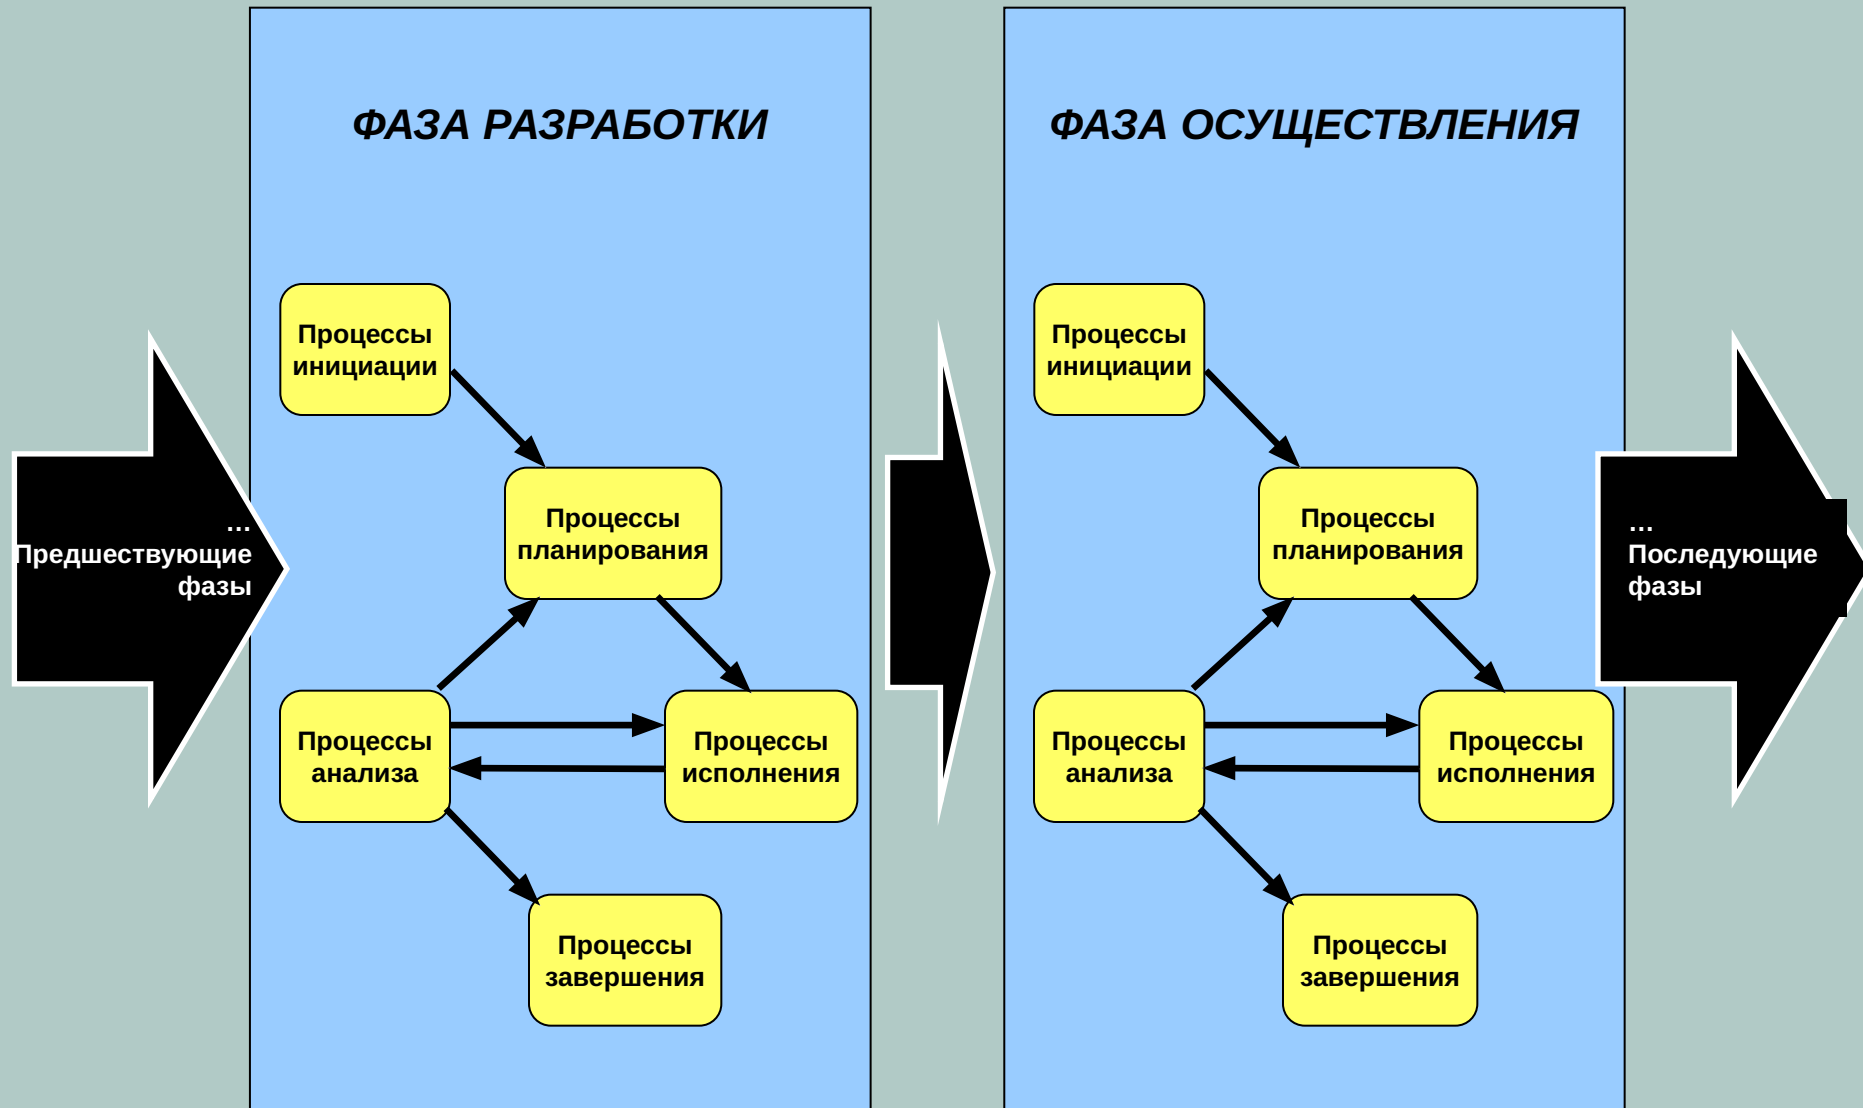 ФАЗА РАЗРАБОТКИ
ФАЗА ОСУЩЕСТВЛЕНИЯ
Процессы
инициации
Процессы
инициации
Процессы
планирования
Процессы
планирования
...
Предшествующие
фазы
...
Последующие
фазы
Процессы
анализа
Процессы
исполнения
Процессы
анализа
Процессы
исполнения
Процессы
завершения
Процессы
завершения